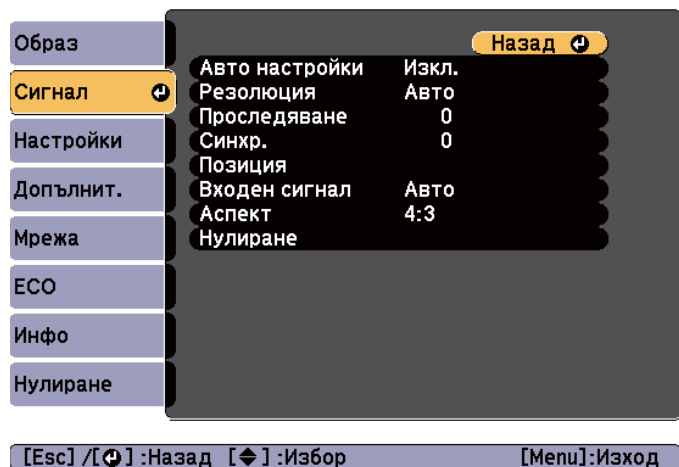 Образ
Сигнал
Настройки
Допълнит.
Мрежа
ECO
Инфо
Нулиране
Назад
Авто настройки Изкл.
Резолюция Авто
Проследяване 0
Синхр. 0
Позиция
Входен сигнал Авто
Аспект 4:3
Нулиране
[Esc] /[⏎] :Назад [◆] :Избор [Menu]:Изход